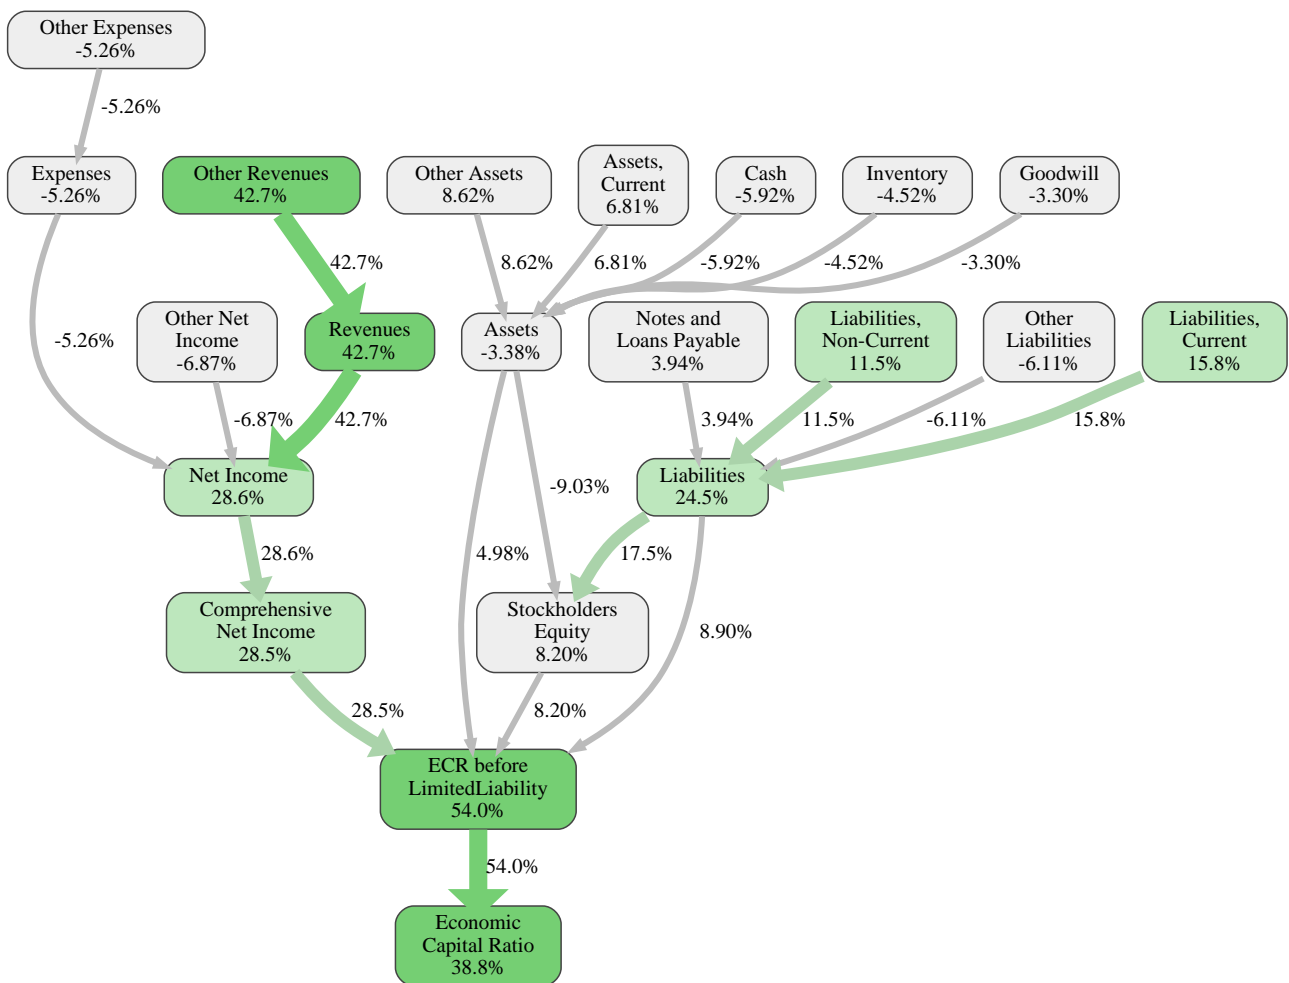 Other Expenses
-5.26%
-5.26%
Expenses
-5.26%
Other Revenues
42.7%
Other Assets
8.62%
Assets,
Current
6.81%
Cash
-5.92%
Inventory
-4.52%
Goodwill
-3.30%
42.7%
8.62%
6.81%
-5.92%
-4.52%
-3.30%
-5.26%
Other Net
Income
-6.87%
Revenues
42.7%
Assets
-3.38%
Notes and
Loans Payable
3.94%
Liabilities,
Non-Current
11.5%
Other
Liabilities
-6.11%
Liabilities,
Current
15.8%
-6.87%
42.7%
3.94%
11.5%
-6.11%
15.8%
Net Income
28.6%
-9.03%
Liabilities
24.5%
28.6%
4.98%
17.5%
Comprehensive
Net Income
28.5%
Stockholders
Equity
8.20%
8.90%
28.5%
8.20%
ECR before
LimitedLiability
54.0%
54.0%
Economic
Capital Ratio
38.8%